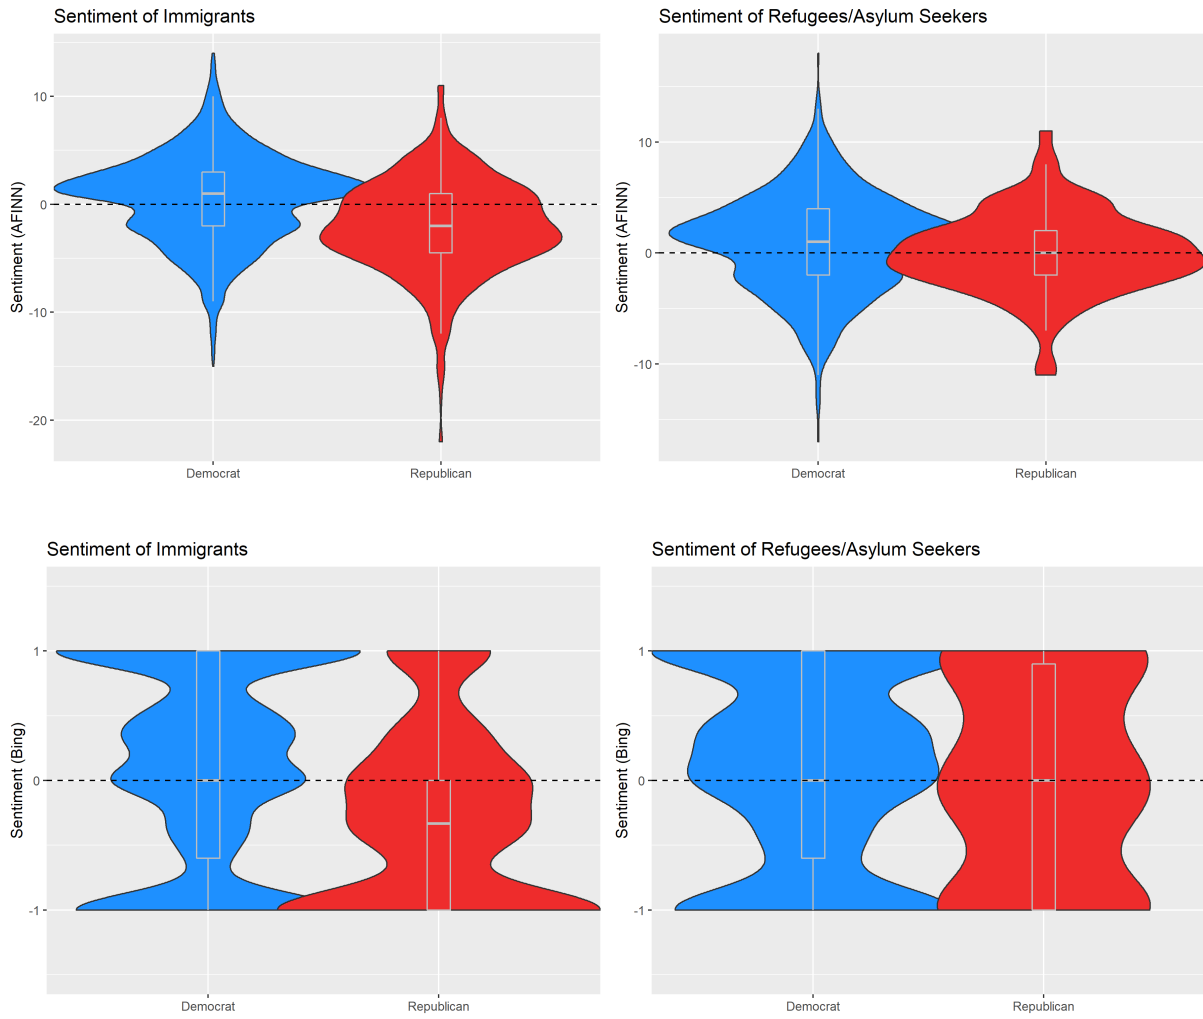 Sentiment of Immigrants
Sentiment (AFINN)
10
0
-10
-20
Democrat
Republican
Sentiment of Refugees/Asylum Seekers
Sentiment (AFINN)
10
0
-10
Democrat
Republican
Sentiment of Immigrants
Sentiment (Bing)
1
0
-1
Democrat
Republican
Sentiment of Refugees/Asylum Seekers
Sentiment (Bing)
1
0
-1
Democrat
Republican